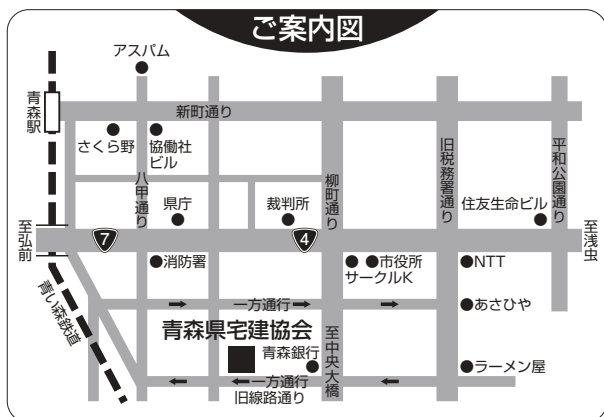 ご案内図
アスパム
青森駅
新町通り
さくら野
協働社
ビル
八甲通り
県庁
裁判所
柳町通り
旧税務署通り
平和公園通り
住友生命ビル
至弘前
7
4
至浅虫
消防署
市役所
サークルK
NTT
青い森鉄道
一方通行
あさひや
青森県宅建協会
青森銀行
至中央大橋
ラーメン屋
一方通行
旧線路通り